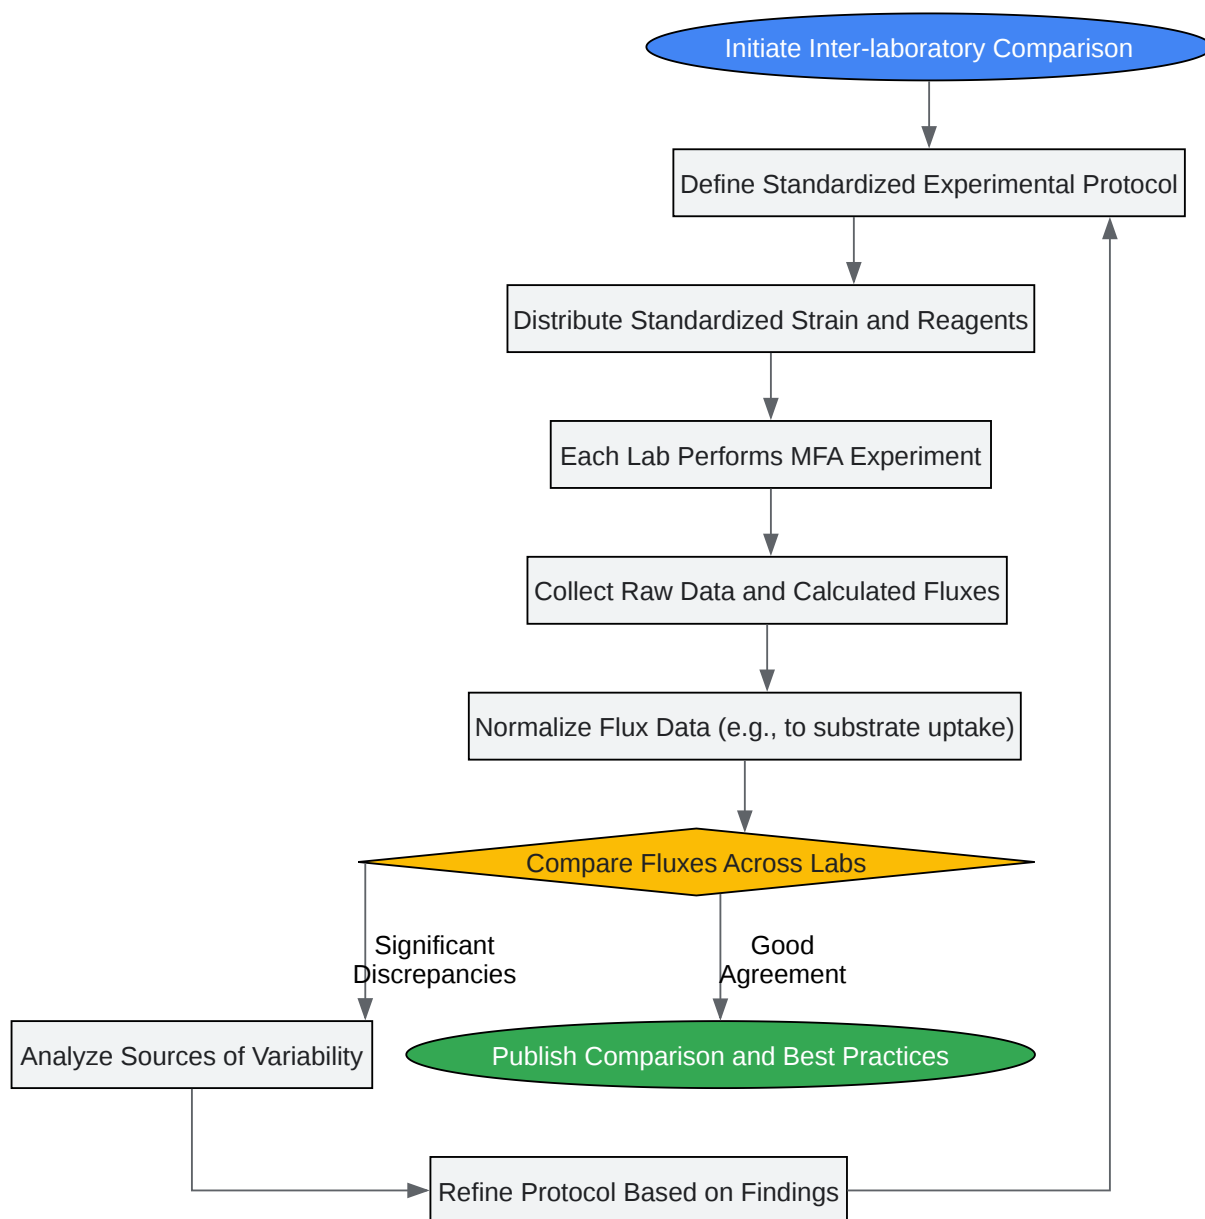 Initiate Inter-laboratory Comparison
Define Standardized Experimental Protocol
Distribute Standardized Strain and Reagents
Each Lab Performs MFA Experiment
Collect Raw Data and Calculated Fluxes
Normalize Flux Data (e.g., to substrate uptake)
Compare Fluxes Across Labs
Significant
Discrepancies
Good
Agreement
Analyze Sources of Variability
Publish Comparison and Best Practices
Refine Protocol Based on Findings